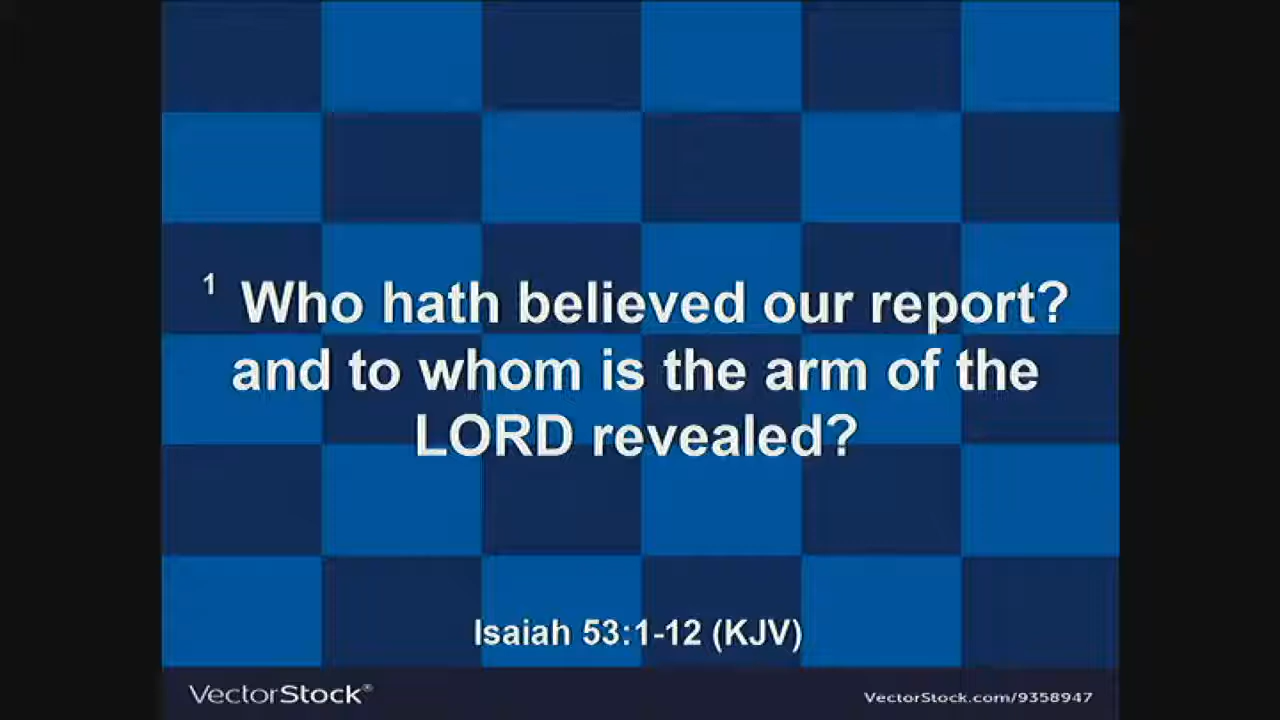 1 Who hath believed our report?
and to whom is the arm of the
LORD revealed?
Isaiah 53:1-12 (KJV)
VectorStock®
VectorStock.com/9358947